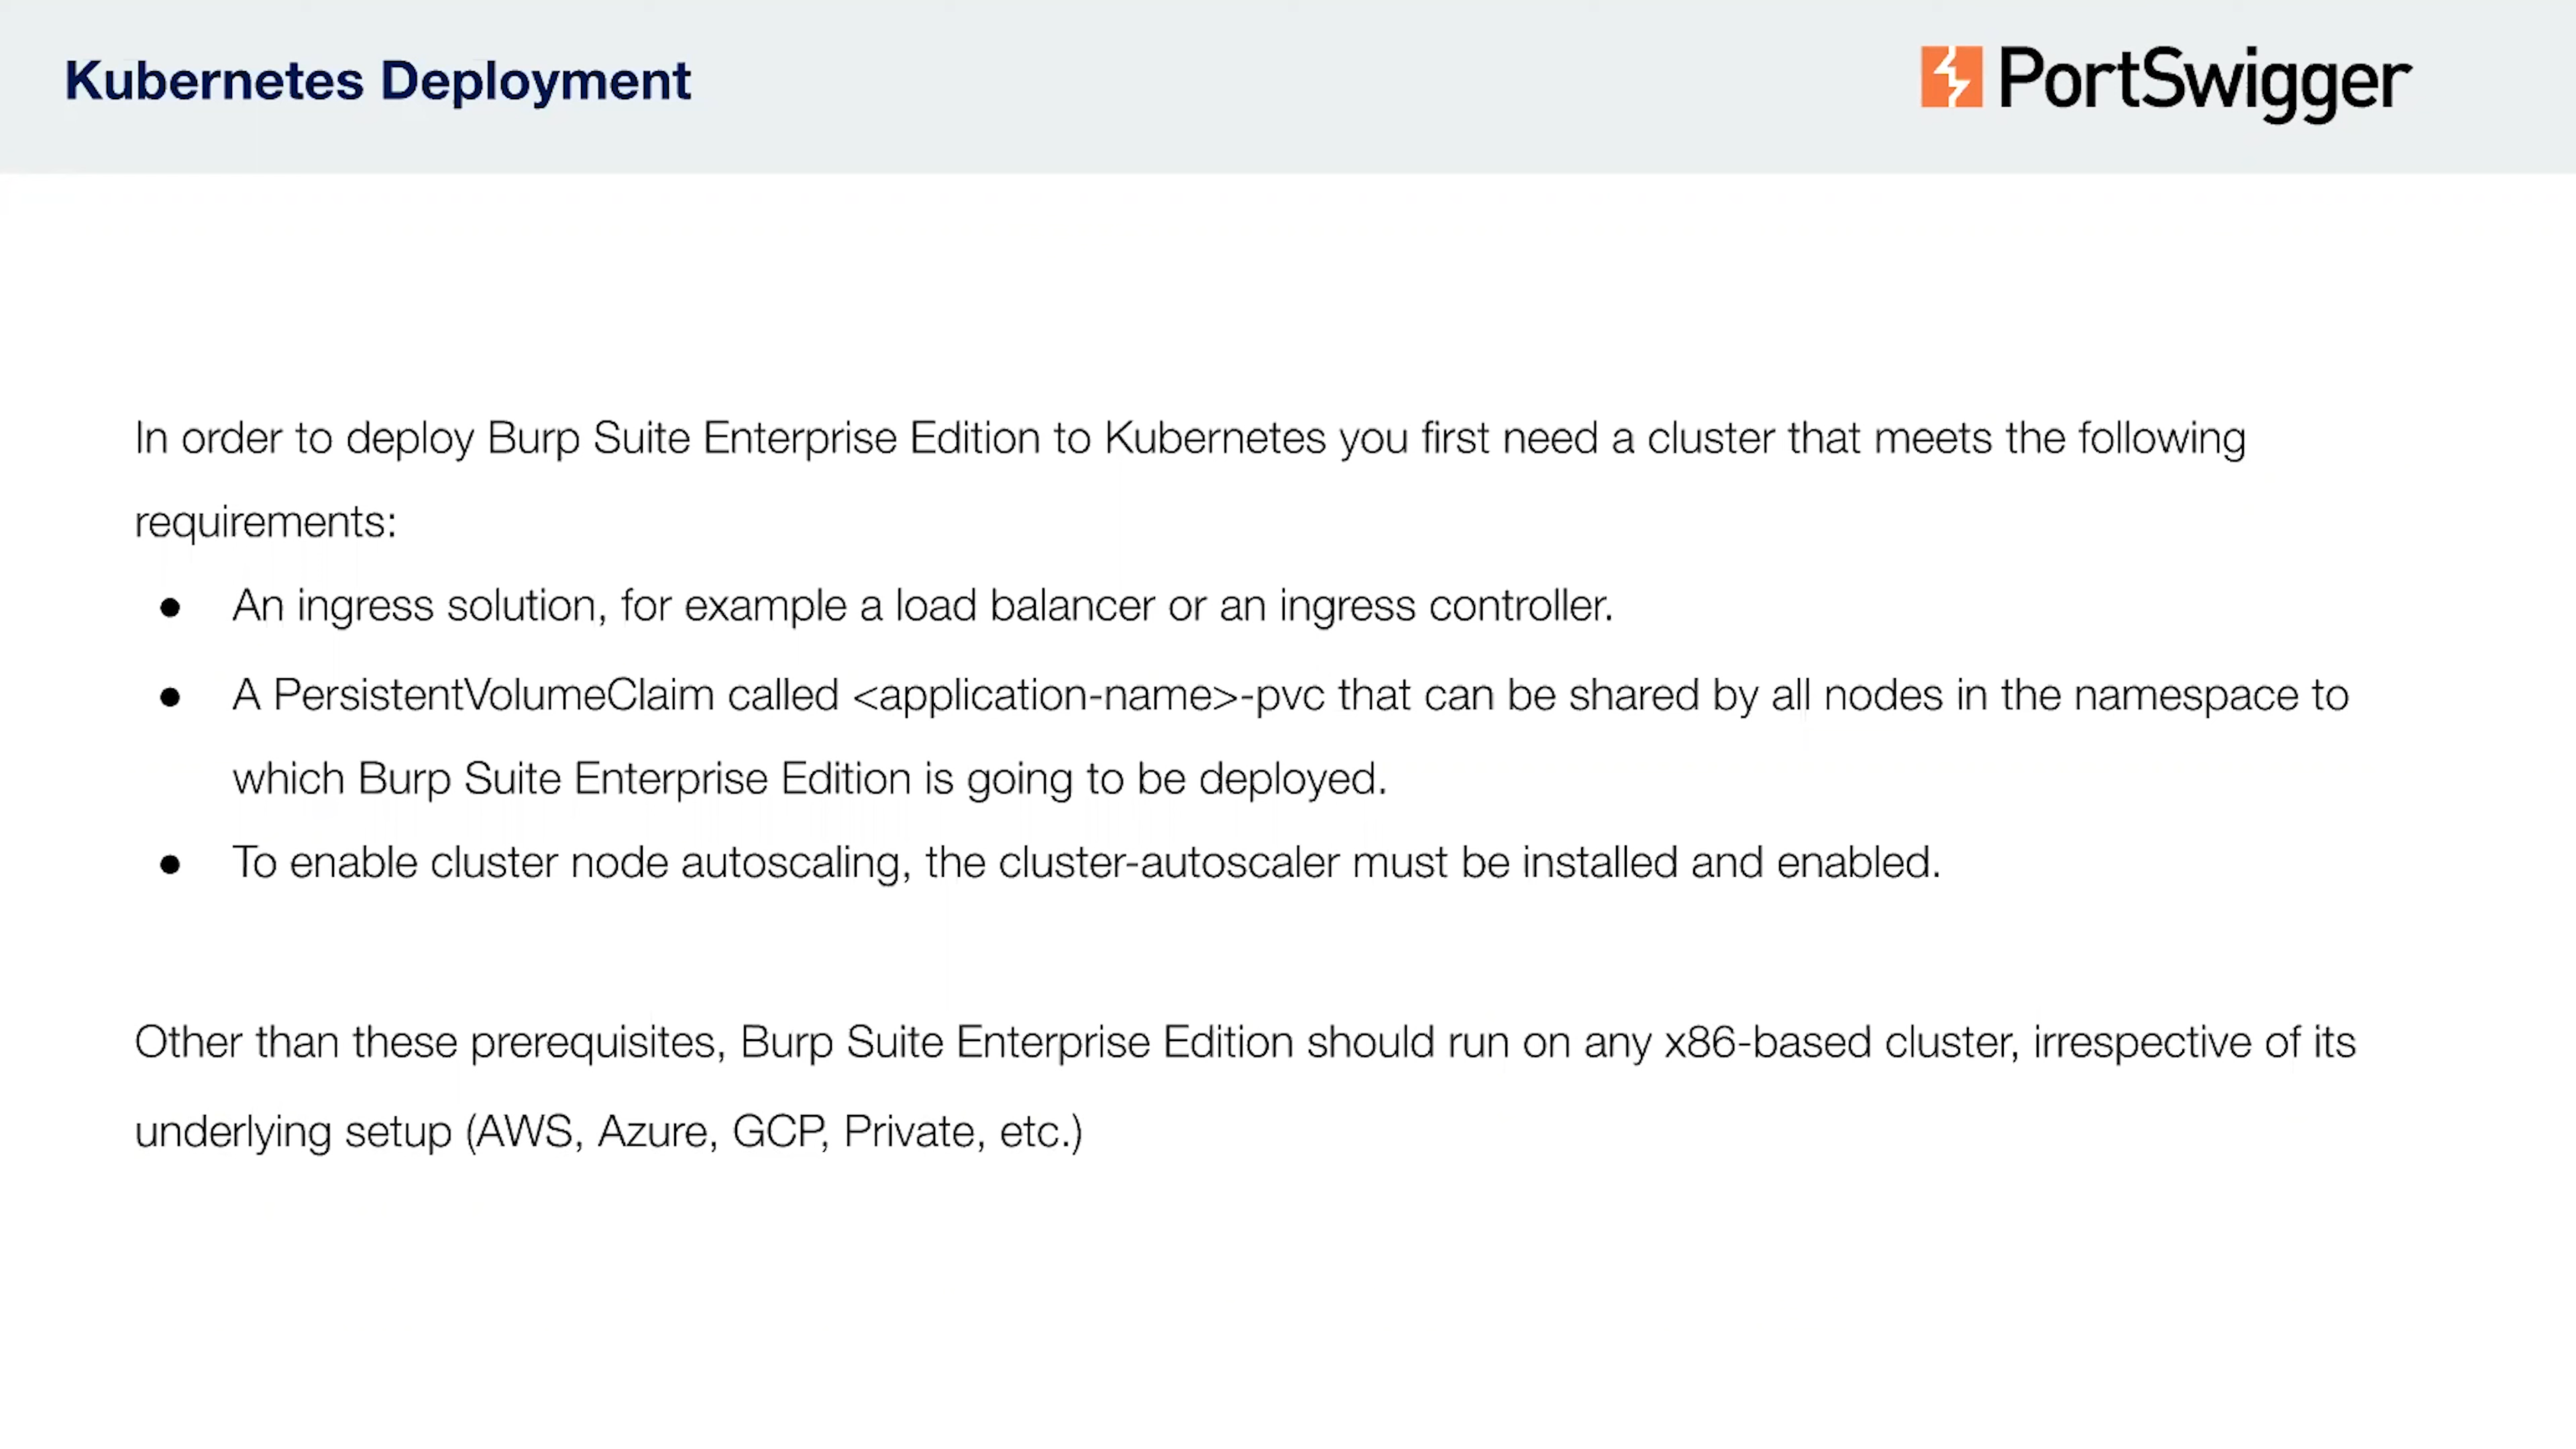 Kubernetes Deployment
PortSwigger
In order to deploy Burp Suite Enterprise Edition to Kubernetes you first need a cluster that meets the following
requirements:
● An ingress solution, for example a load balancer or an ingress controller.
● A PersistentVolumeClaim called <application-name>-pvc that can be shared by all nodes in the namespace to
which Burp Suite Enterprise Edition is going to be deployed.
● To enable cluster node autoscaling, the cluster-autoscaler must be installed and enabled.
Other than these prerequisites, Burp Suite Enterprise Edition should run on any x86-based cluster, irrespective of its
underlying setup (AWS, Azure, GCP, Private, etc.)